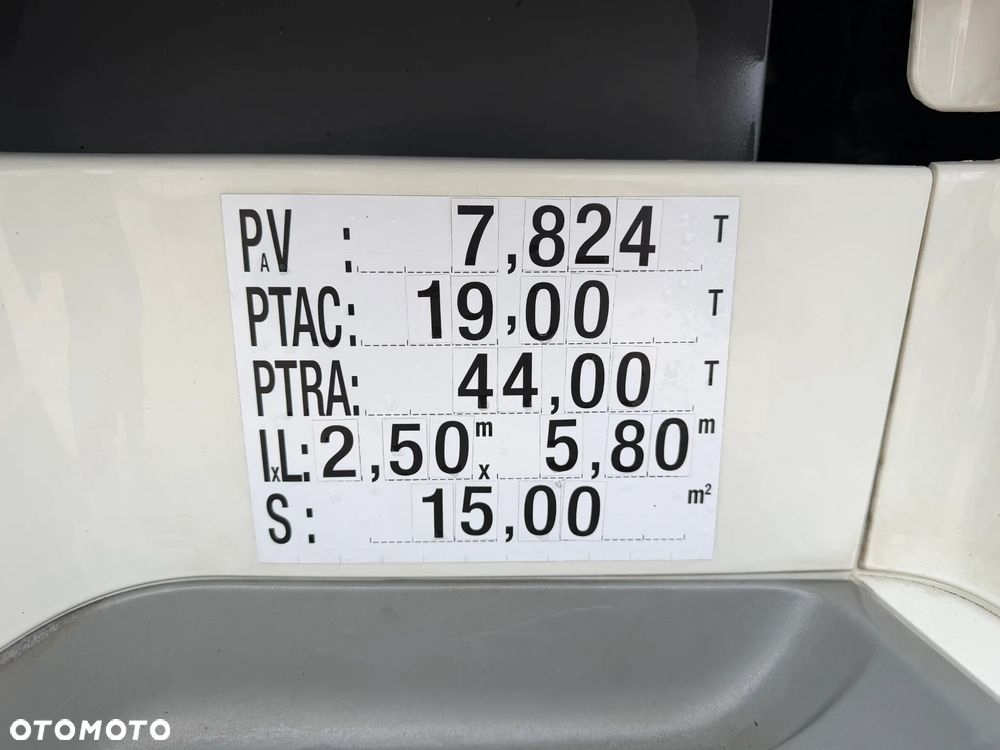 PAV : 7,824 T
PTAC: 19,00 T
PTRA: 44,00 T
IxL: 2,50 m x 5,80 m
S : 15,00 m²
OTOMOTO